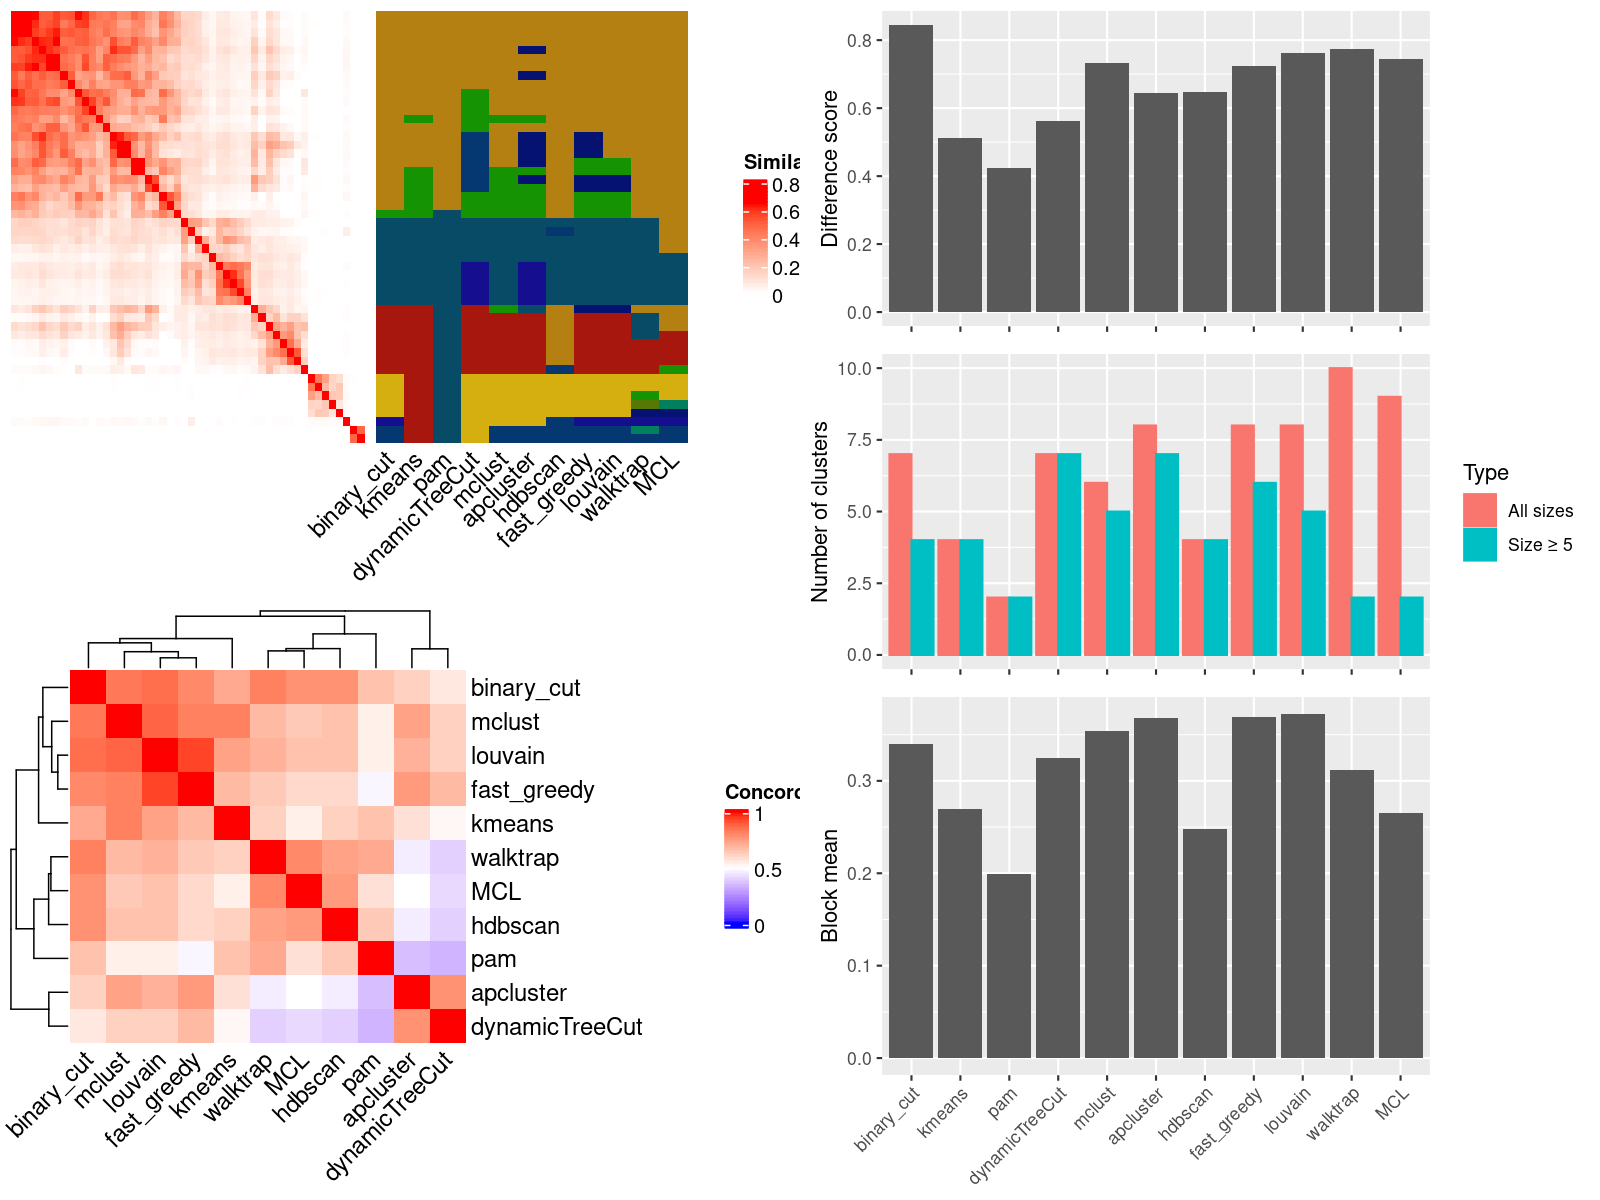 Simila
0.8
0.6
0.4
0.2
0
binary_cut
kmeans
pam
dynamicTreeCut
mclust
apcluster
hdbscan
fast_greedy
louvain
walktrap
MCL
Difference score
0.8
0.6
0.4
0.2
0.0
Number of clusters
10.0
7.5
5.0
2.5
0.0
Type
All sizes
Size ≥ 5
binary_cut
mclust
louvain
fast_greedy
kmeans
walktrap
MCL
hdbscan
pam
apcluster
dynamicTreeCut
binary_cut
mclust
louvain
fast_greedy
kmeans
walktrap
MCL
hdbscan
pam
apcluster
dynamicTreeCut
Concord
1
0.5
0
Block mean
0.3
0.2
0.1
0.0
binary_cut
kmeans
pam
dynamicTreeCut
mclust
apcluster
hdbscan
fast_greedy
louvain
walktrap
MCL